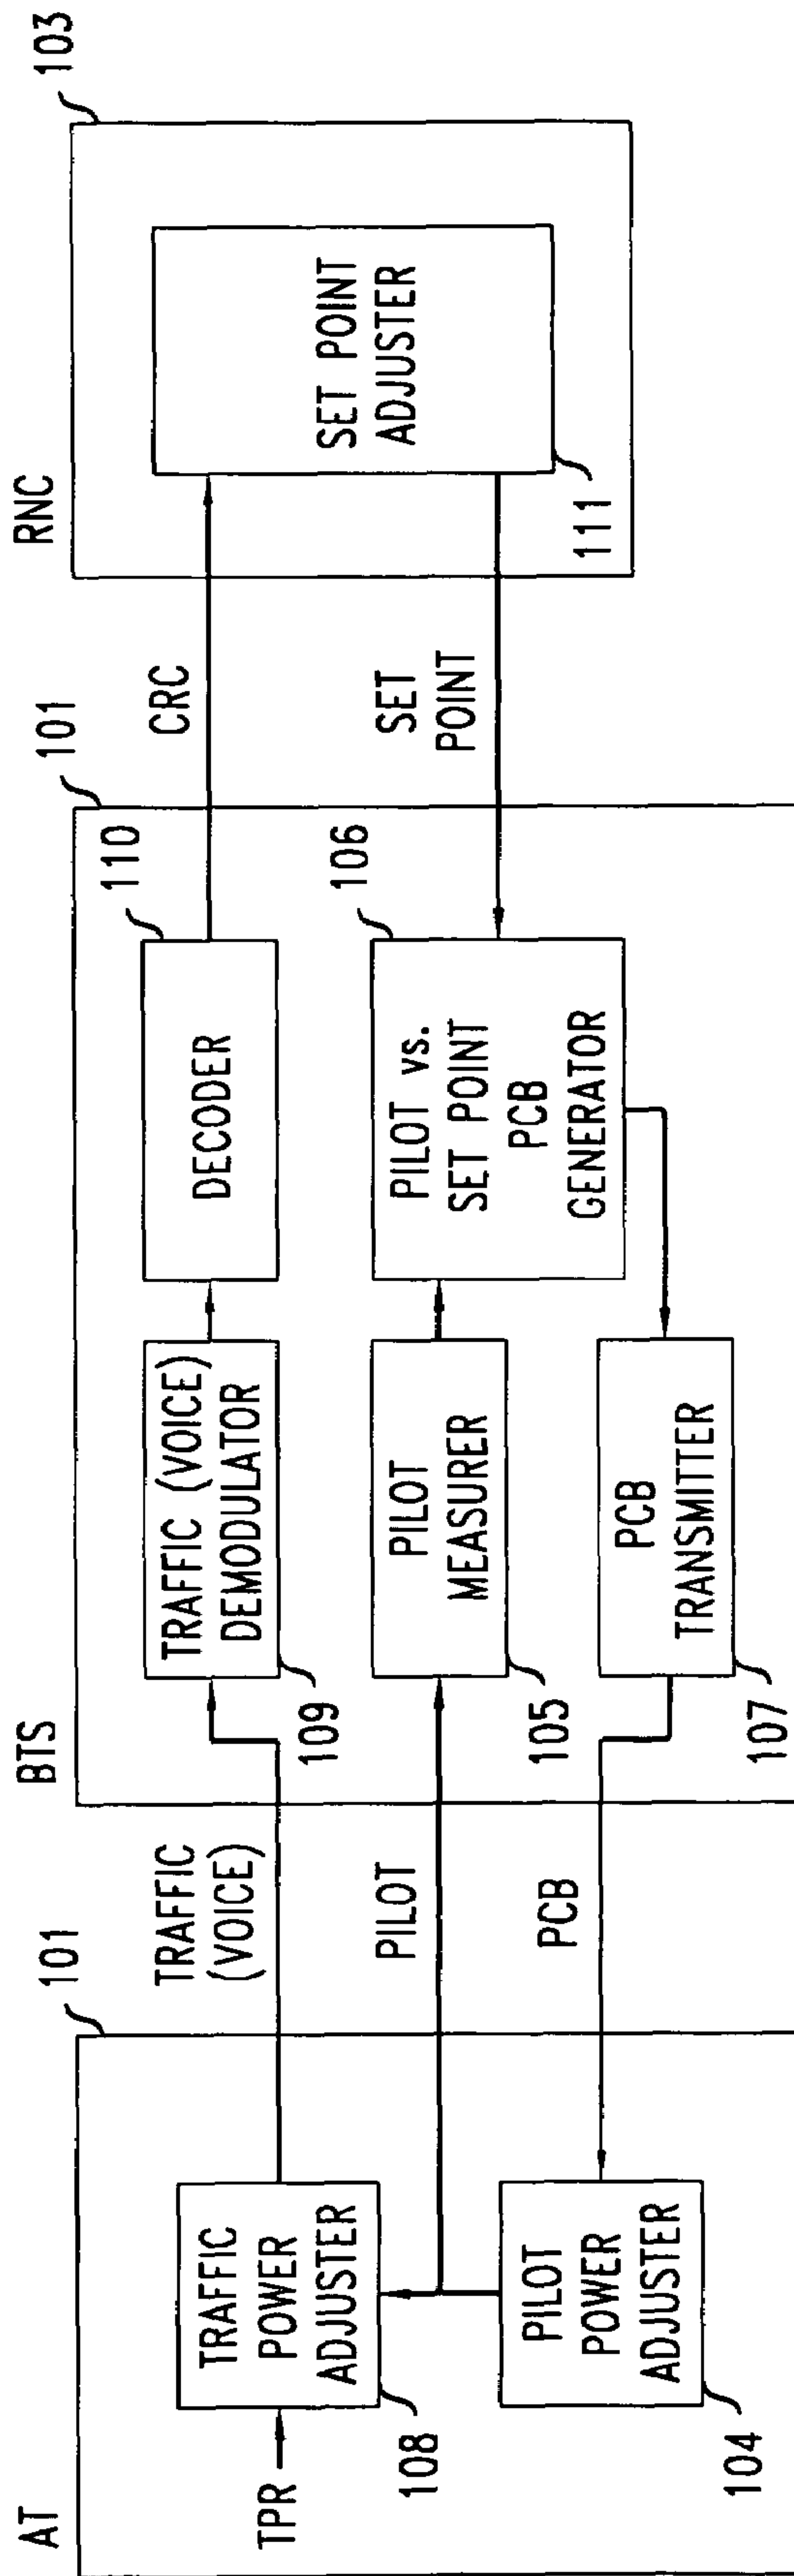 AT
101
TPR
TRAFFIC
POWER
ADJUSTER
108
PILOT
POWER
ADJUSTER
104
TRAFFIC
(VOICE)
PILOT
PCB
BTS
101
TRAFFIC (VOICE)
DEMODULATOR
109
DECODER
110
PILOT
MEASURER
105
PILOT vs.
SET POINT
PCB
GENERATOR
106
PCB
TRANSMITTER
107
CRC
SET
POINT
RNC
103
SET POINT
ADJUSTER
111